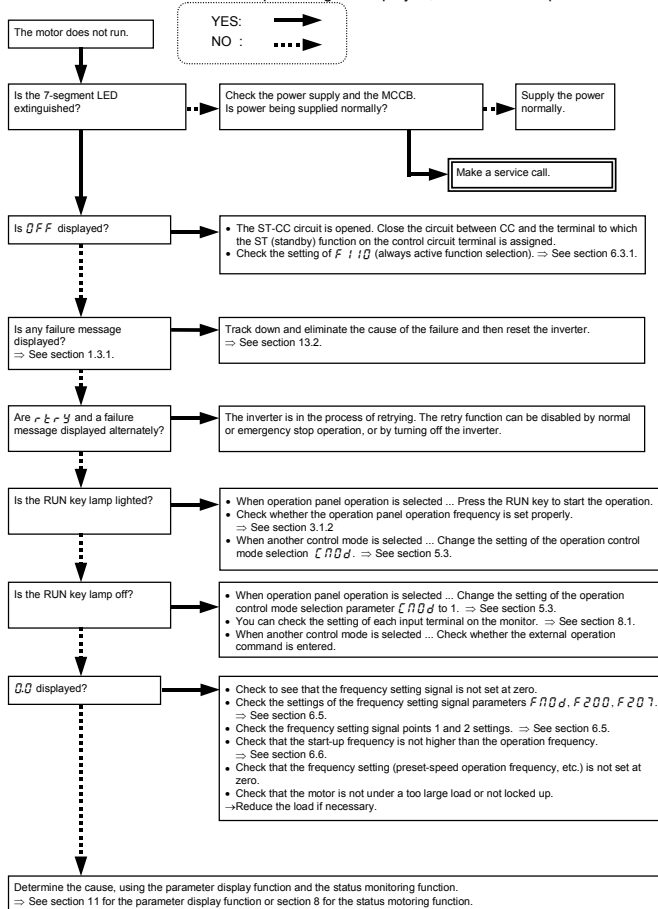 YES:
NO :
The motor does not run.
Is the 7-segment LED
extinguished?
Check the power supply and the MCCB.
Is power being supplied normally?
Supply the power
normally.
Make a service call.
Is OFF displayed?
• The ST-CC circuit is opened. Close the circuit between CC and the terminal to which
the ST (standby) function on the control circuit terminal is assigned.
• Check the setting of F110 (always active function selection). ⇒ See section 6.3.1.
Is any failure message
displayed?
⇒ See section 1.3.1.
Track down and eliminate the cause of the failure and then reset the inverter.
⇒ See section 13.2.
Are rtry and a failure
message displayed alternately?
The inverter is in the process of retrying. The retry function can be disabled by normal
or emergency stop operation, or by turning off the inverter.
Is the RUN key lamp lighted?
• When operation panel operation is selected ... Press the RUN key to start the operation.
• Check whether the operation panel operation frequency is set properly.
⇒ See section 3.1.2
• When another control mode is selected ... Change the setting of the operation control
mode selection CMOd. ⇒ See section 5.3.
Is the RUN key lamp off?
• When operation panel operation is selected ... Change the setting of the operation
control mode selection parameter CMOd to 1. ⇒ See section 5.3.
• You can check the setting of each input terminal on the monitor. ⇒ See section 8.1.
• When another control mode is selected ... Check whether the external operation
command is entered.
0.0 displayed?
• Check to see that the frequency setting signal is not set at zero.
• Check the settings of the frequency setting signal parameters FMOd, F200, F207.
⇒ See section 6.5.
• Check the frequency setting signal points 1 and 2 settings. ⇒ See section 6.5.
• Check that the start-up frequency is not higher than the operation frequency.
⇒ See section 6.6.
• Check that the frequency setting (preset-speed operation frequency, etc.) is not set at
zero.
• Check that the motor is not under a too large load or not locked up.
→Reduce the load if necessary.
Determine the cause, using the parameter display function and the status monitoring function.
⇒ See section 11 for the parameter display function or section 8 for the status motoring function.